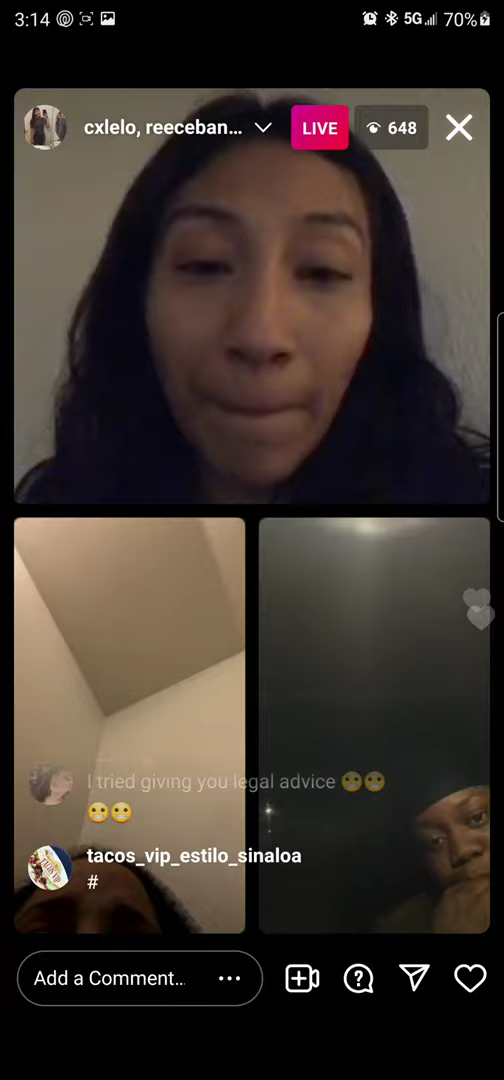 3:14 5G 70%
cxlelo, reeceban... LIVE 648
I tried giving you legal advice 😬😬
😬😬
tacos_vip_estilo_sinaloa
#
Add a Comment...